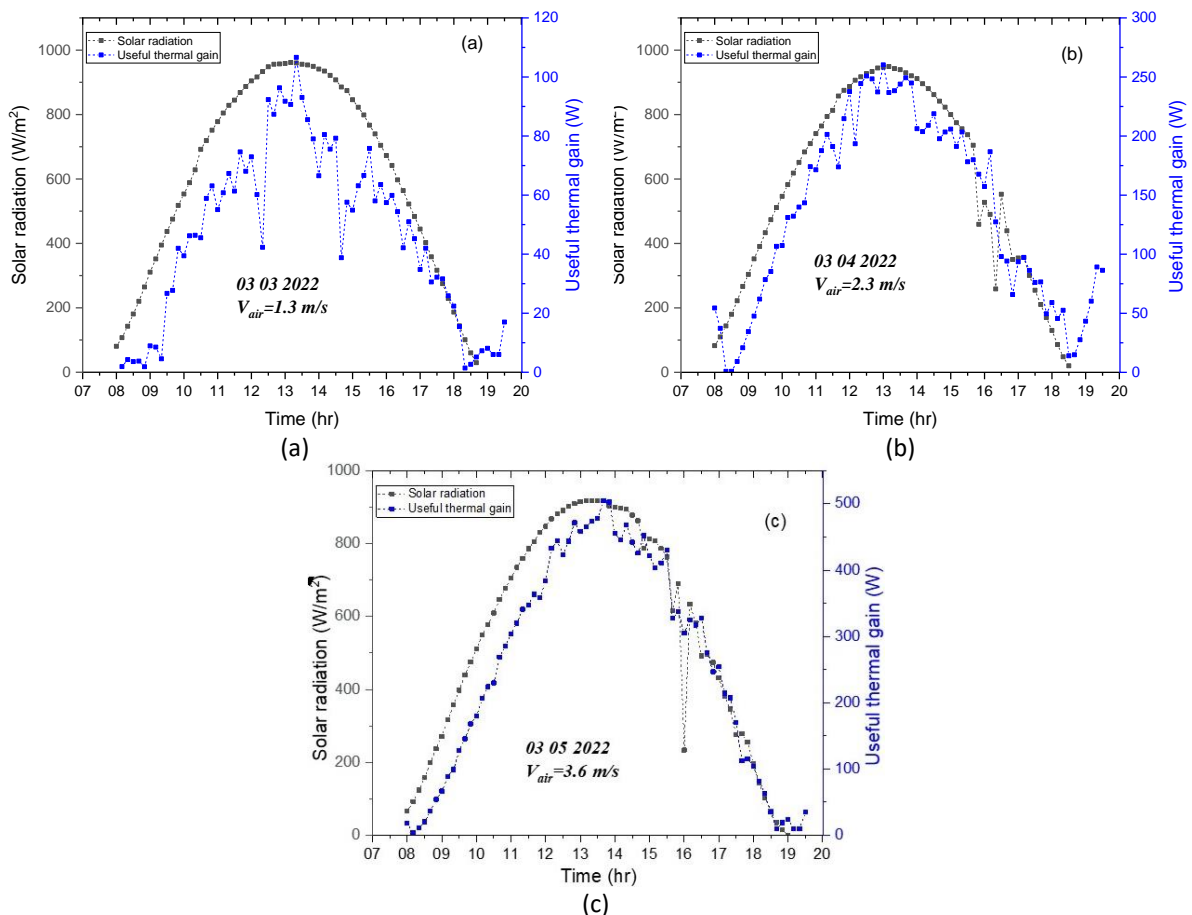 (a)
Solar radiation
Useful thermal gain
1000
800
600
400
200
0
120
100
80
60
40
20
0
07 08 09 10 11 12 13 14 15 16 17 18 19 20
Solar radiation (W/m²)
Useful thermal gain (W)
03 03 2022
Vair=1.3 m/s
Time (hr)
(a)
(b)
Solar radiation
Useful thermal gain
1000
800
600
400
200
0
300
250
200
150
100
50
0
07 08 09 10 11 12 13 14 15 16 17 18 19 20
Solar radiation (W/m²)
Useful thermal gain (W)
03 04 2022
Vair=2.3 m/s
Time (hr)
(b)
(c)
Solar radiation
Useful thermal gain
1000
800
600
400
200
0
500
400
300
200
100
0
07 08 09 10 11 12 13 14 15 16 17 18 19 20
Solar radiation (W/m²)
Useful thermal gain (W)
03 05 2022
Vair=3.6 m/s
Time (hr)
(c)